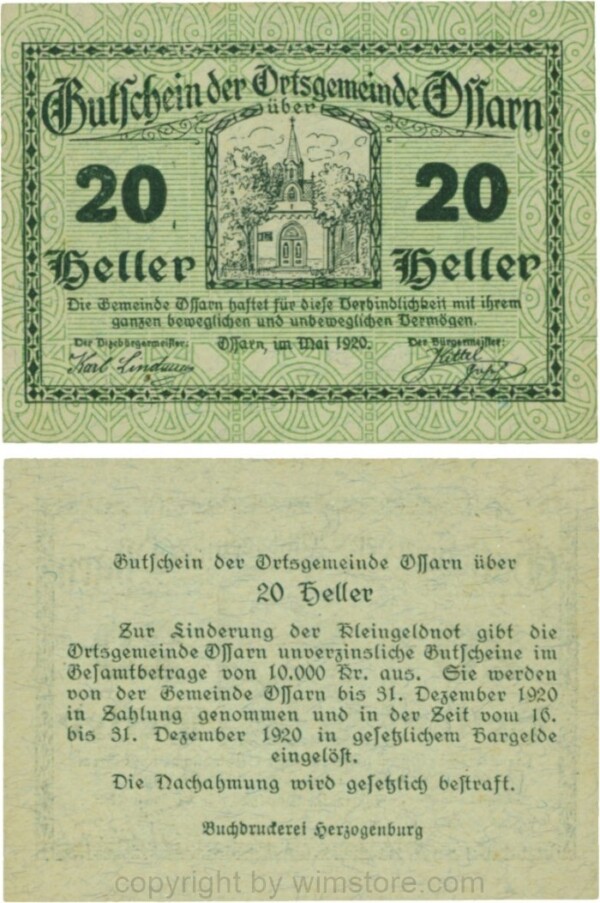 Gutschein der Ortsgemeinde Ossarn
über
20 20
Heller Heller
Die Gemeinde Ossarn haftet für diese Verbindlichkeit mit ihrem
ganzen beweglichen und unbeweglichen Vermögen.
Der Vizebürgermeister: Ossarn, im Mai 1920. Der Bürgermeister:
Karl Lindauer
Gutschein der Ortsgemeinde Ossarn über
20 Heller
Zur Linderung der Kleingeldnot gibt die
Ortsgemeinde Ossarn unverzinsliche Gutscheine im
Gesamtbetrage von 10.000 Kr. aus. Sie werden
von der Gemeinde Ossarn bis 31. Dezember 1920
in Zahlung genommen und in der Zeit vom 16.
bis 31. Dezember 1920 in gesetzlichem Bargelde
eingelöst.
Die Nachahmung wird gesetzlich bestraft.
Buchdruckerei Herzogenburg
copyright by wimstore.com